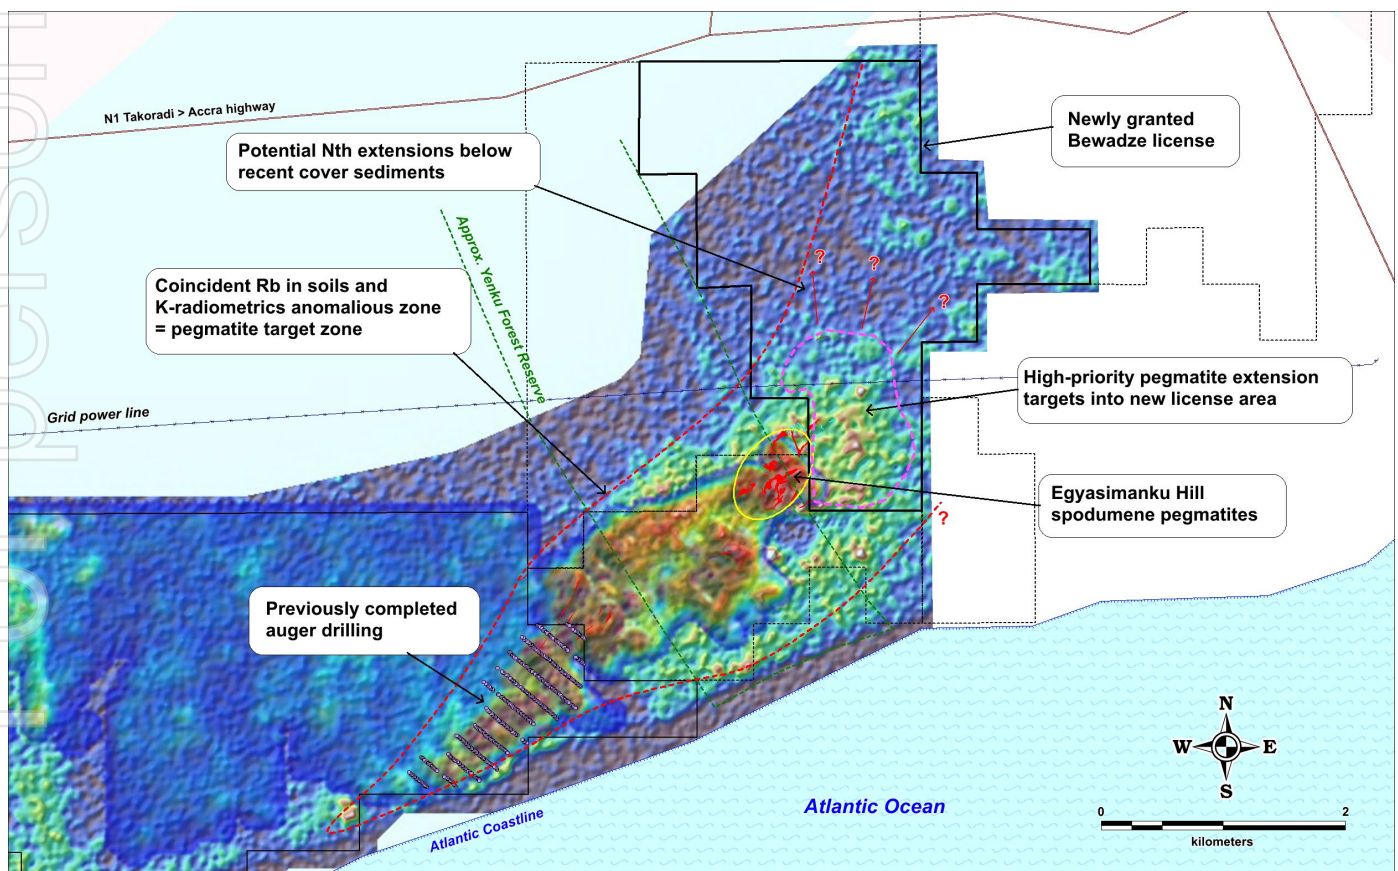 N1 Takoradi > Accra highway
Potential Nth extensions below
recent cover sediments
Newly granted
Bewadze license
Approx. Yenku Forest Reserve
Coincident Rb in soils and
K-radiometrics anomalious zone
= pegmatite target zone
?
?
?
Grid power line
High-priority pegmatite extension
targets into new license area
Egyasimanku Hill
spodumene pegmatites
?
Previously completed
auger drilling
N
W
E
S
Atlantic Ocean
Atlantic Coastline
0
2
kilometers